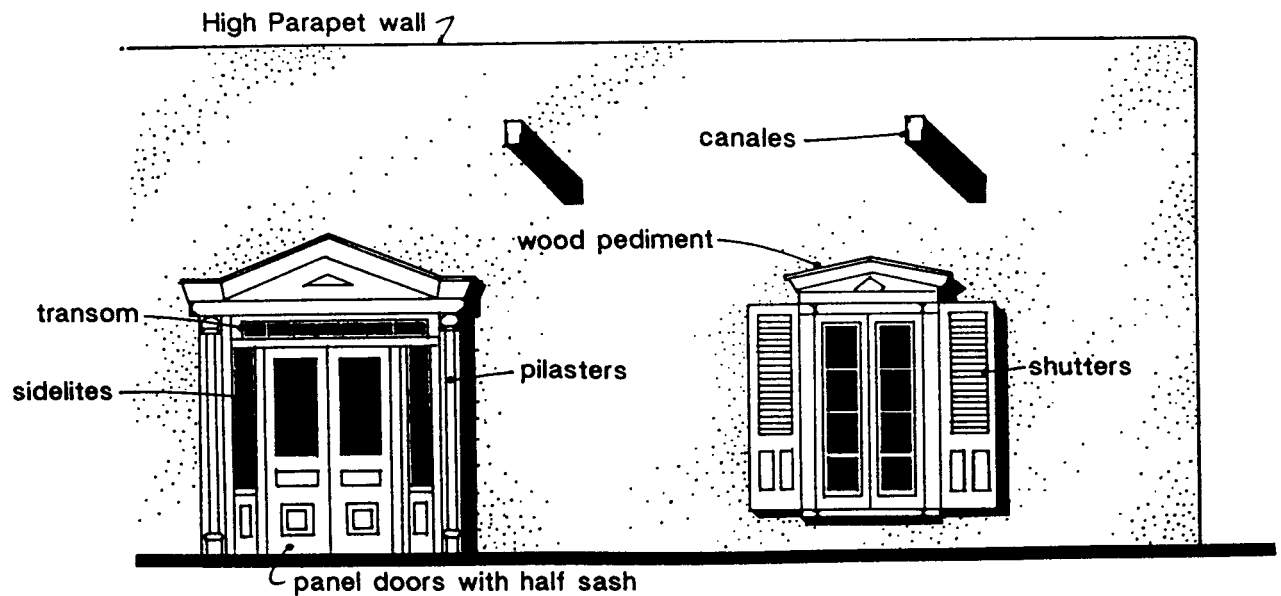 High Parapet wall
canales
wood pediment
transom
pilasters
shutters
sidelites
panel doors with half sash